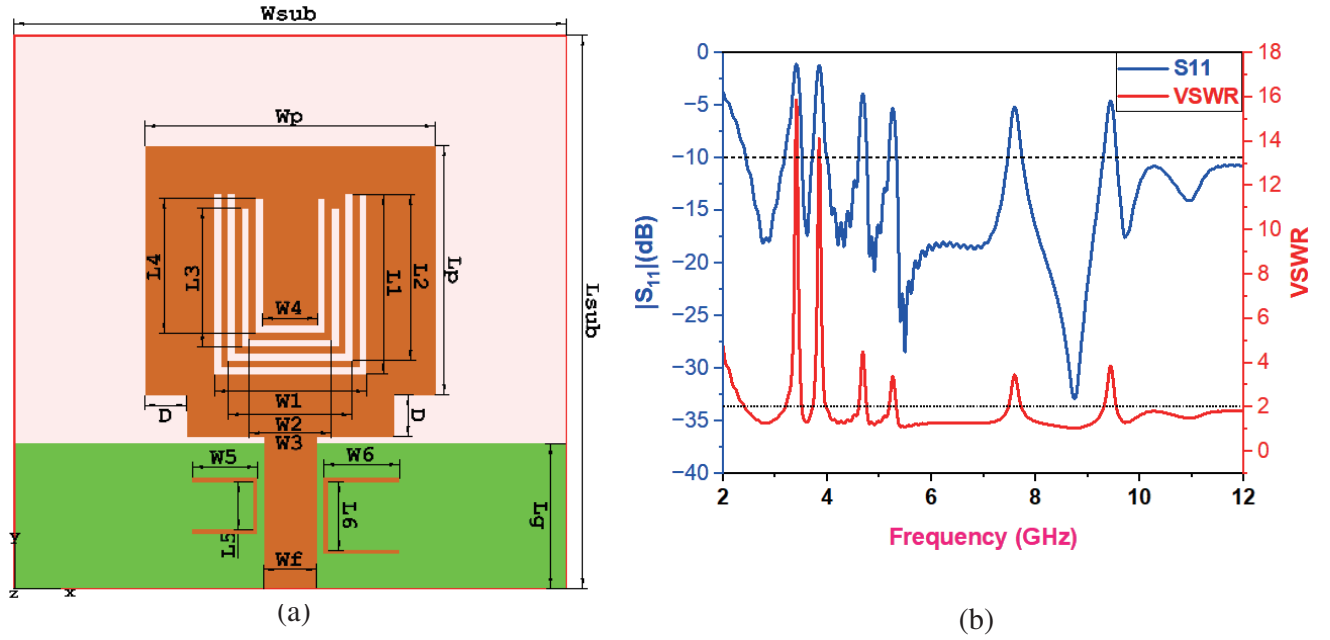 Wsub
Wp
L4
L3
L1
L2
Lp
Lsub
W4
D
W1
D
W2
W3
W5
W6
L5
L6
Lg
Wf
Y
z
x
(a)
S11
VSWR
0
−5
−10
−15
−20
−25
−30
−35
−40
|S₁₁|(dB)
18
16
14
12
10
8
6
4
2
0
VSWR
2
4
6
8
10
12
Frequency (GHz)
(b)